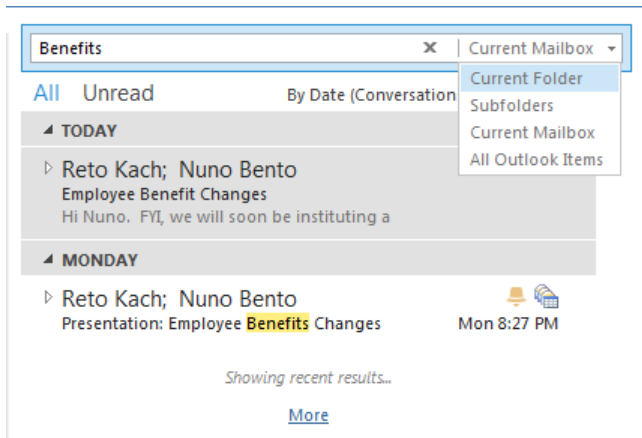 Benefits Current Mailbox
Current Folder
Subfolders
Current Mailbox
All Outlook Items
All Unread By Date (Conversation
TODAY
Reto Kach; Nuno Bento
Employee Benefit Changes
Hi Nuno. FYI, we will soon be instituting a
MONDAY
Reto Kach; Nuno Bento
Presentation: Employee Benefits Changes Mon 8:27 PM
Showing recent results...
More